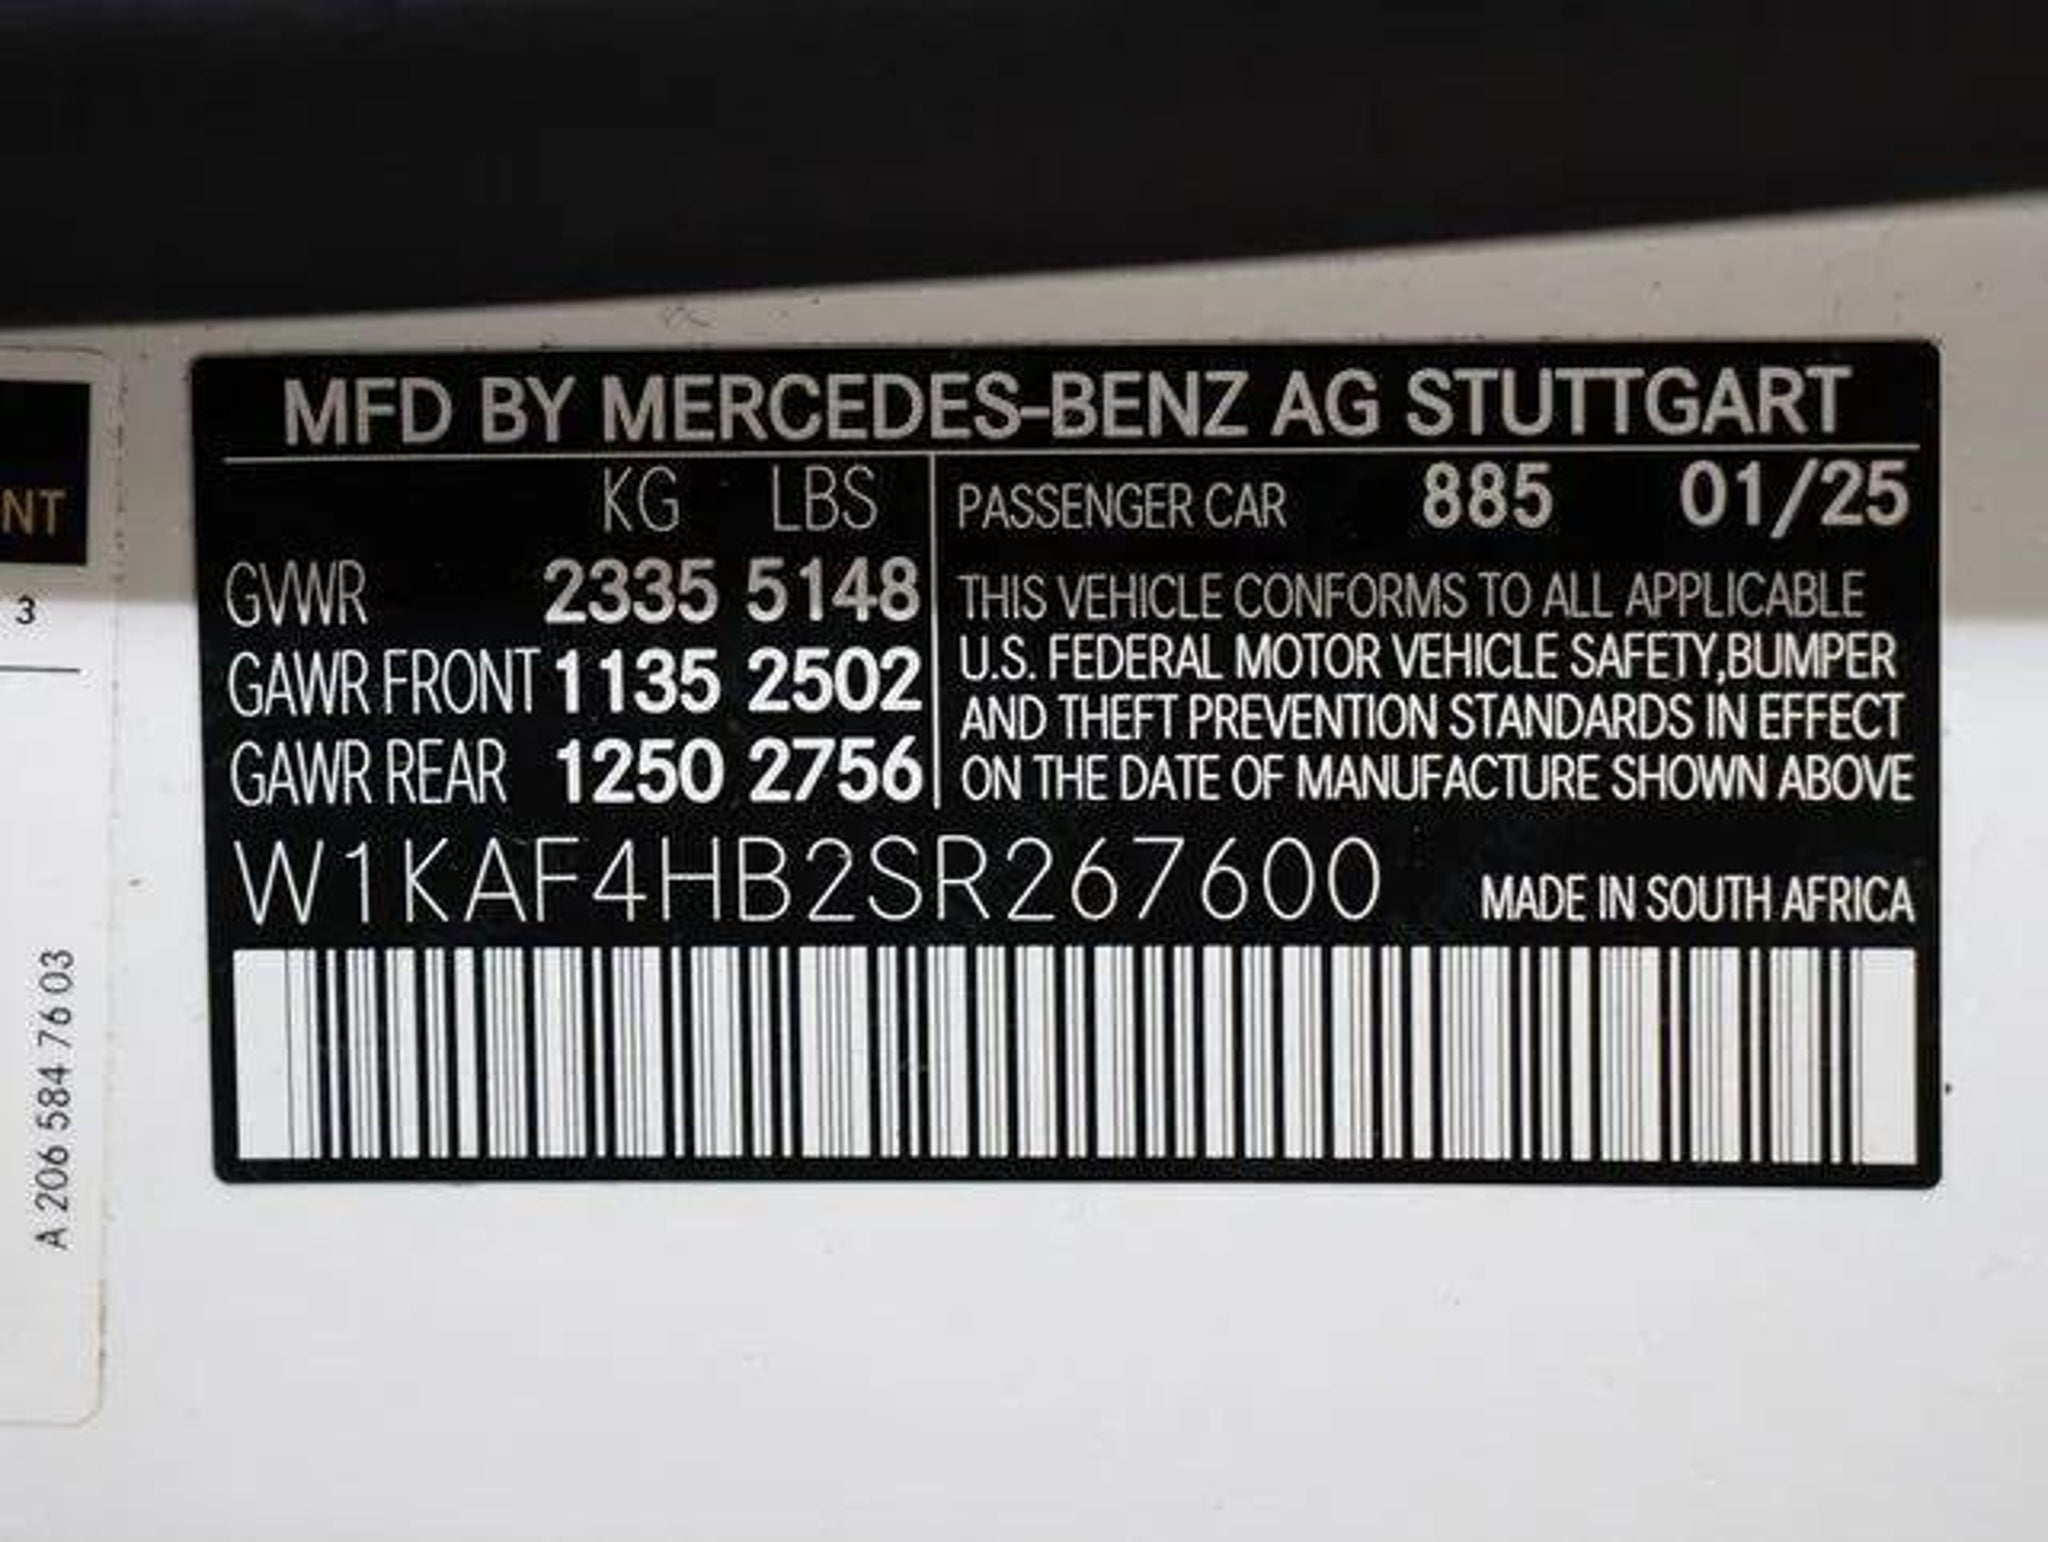 MFD BY MERCEDES-BENZ AG STUTTGART
KG LBS
GVWR 2335 5148
GAWR FRONT 1135 2502
GAWR REAR 1250 2756
PASSENGER CAR 885 01/25
THIS VEHICLE CONFORMS TO ALL APPLICABLE
U.S. FEDERAL MOTOR VEHICLE SAFETY,BUMPER
AND THEFT PREVENTION STANDARDS IN EFFECT
ON THE DATE OF MANUFACTURE SHOWN ABOVE
W1KAF4HB2SR267600 MADE IN SOUTH AFRICA
NT
3
A 206 584 76 03